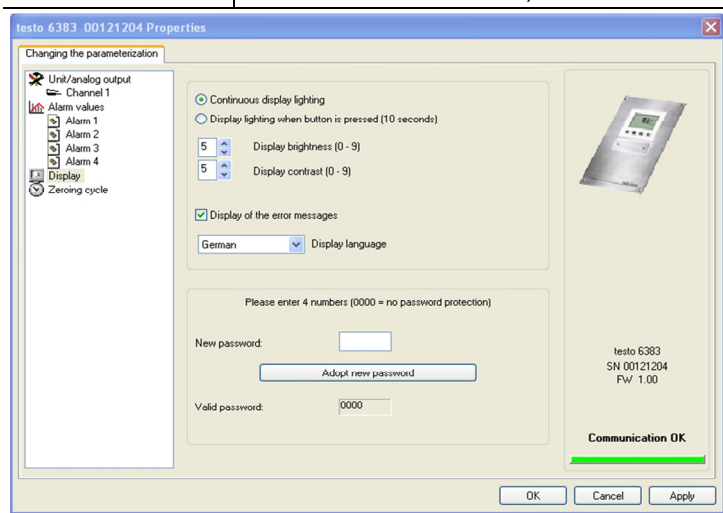 testo 6383 00121204 Properties
Changing the parameterization
Unit/analog output
Channel 1
Alarm values
Alarm 1
Alarm 2
Alarm 3
Alarm 4
Display
Zeroing cycle
Continuous display lighting
Display lighting when button is pressed (10 seconds)
5 Display brightness (0 - 9)
5 Display contrast (0 - 9)
Display of the error messages
German Display language
Please enter 4 numbers (0000 = no password protection)
New password:
Adopt new password
Valid password: 0000
testo 6383
SN 00121204
FW 1.00
Communication OK
OK Cancel Apply